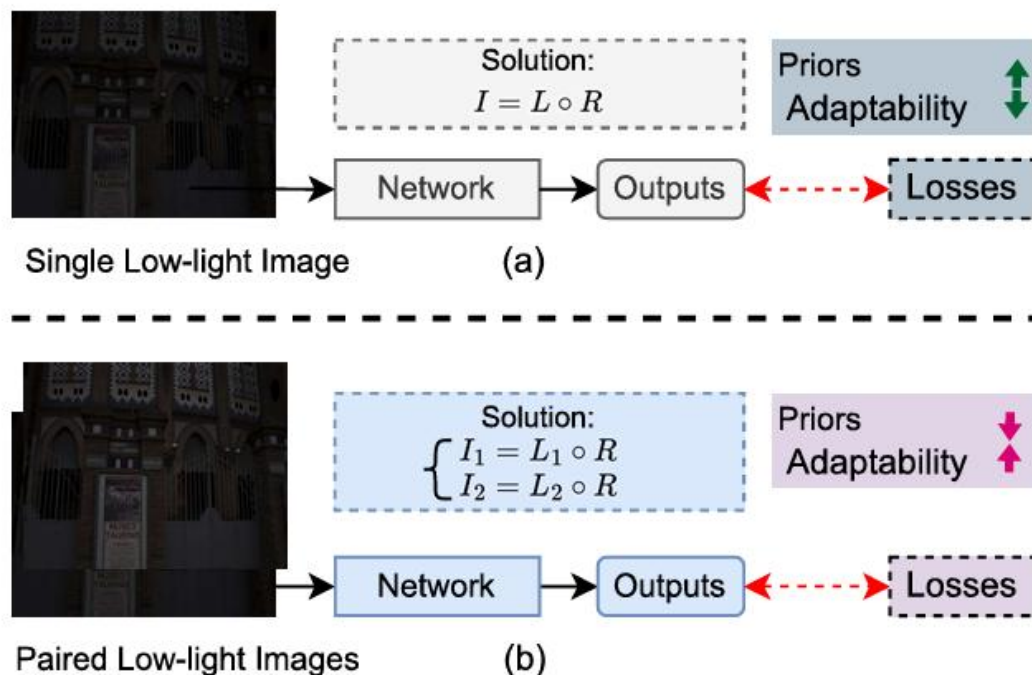 Solution:
I = L ∘ R
Priors
Adaptability
Network
Outputs
Losses
Single Low-light Image
(a)
Solution:
I₁ = L₁ ∘ R
I₂ = L₂ ∘ R
Priors
Adaptability
Network
Outputs
Losses
Paired Low-light Images
(b)